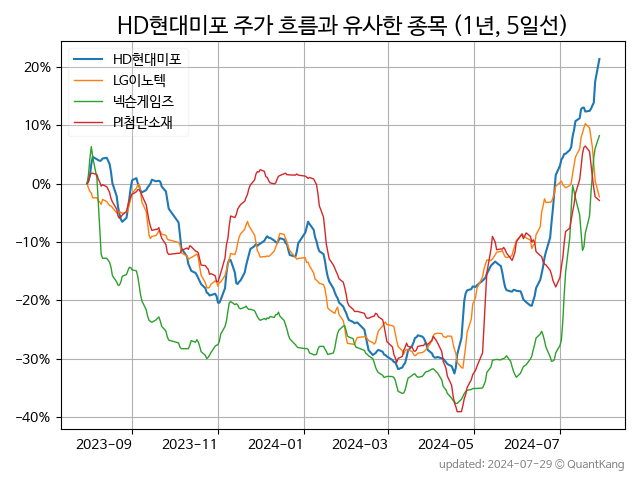 HD현대미포 주가 흐름과 유사한 종목 (1년, 5일선)
HD현대미포
LG이노텍
넥슨게임즈
PI첨단소재
20%
10%
0%
−10%
−20%
−30%
−40%
2023-09 2023-11 2024-01 2024-03 2024-05 2024-07
updated: 2024-07-29 © QuantKang